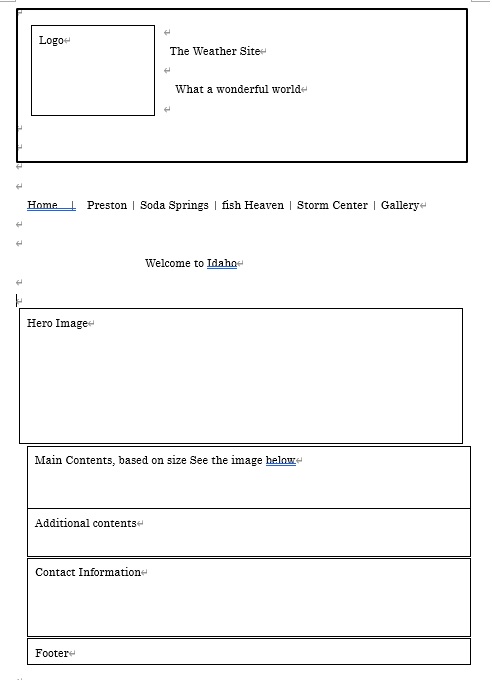 Logo
The Weather Site
What a wonderful world
Home | Preston | Soda Springs | fish Heaven | Storm Center | Gallery
Welcome to Idaho
Hero Image
Main Contents, based on size See the image below
Additional contents
Contact Information
Footer